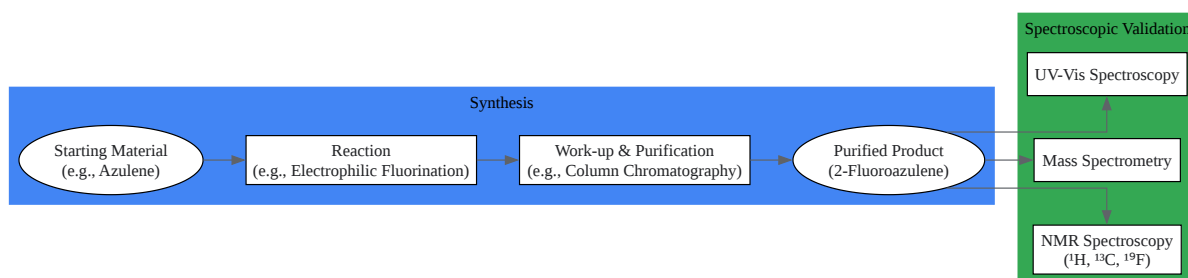 Spectroscopic Validation
UV-Vis Spectroscopy
Synthesis
Starting Material
(e.g., Azulene)
Reaction
(e.g., Electrophilic Fluorination)
Work-up & Purification
(e.g., Column Chromatography)
Purified Product
(2-Fluoroazulene)
Mass Spectrometry
NMR Spectroscopy
(¹H, ¹³C, ¹⁹F)